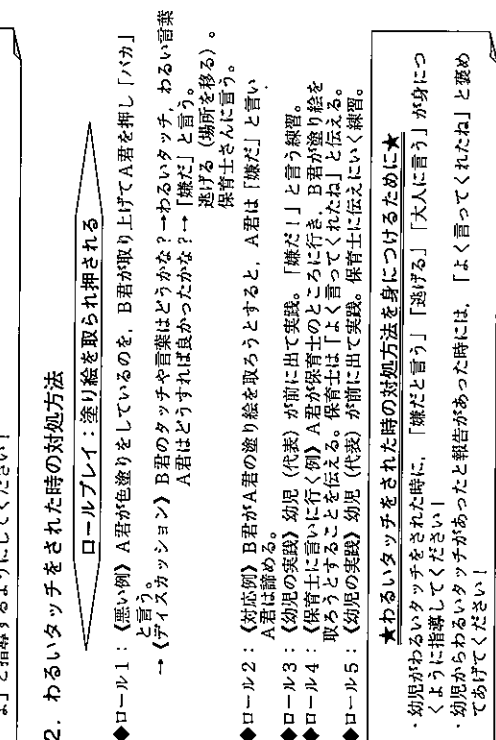 よ」と指導するようにしてください！
2．わるいタッチをされた時の対処方法
ロールプレイ：塗り絵を取られ押される
◆ロール1：《悪い例》A君が色塗りをしているのを，B君が取り上げてA君を押し「バカ」
と言う。
→《ディスカッション》B君のタッチや言葉はどうかな？→わるいタッチ，わるい言葉
A君はどうすれば良かったかな？→「嫌だ」と言う。
逃げる（場所を移る）。
保育士さんに言う。
◆ロール2：《対応例》B君がA君の塗り絵を取ろうとすると，A君は「嫌だ」と言い
A君は諦める。
◆ロール3：《幼児の実践》幼児（代表）が前に出て実践。「嫌だ！」と言う練習。
◆ロール4：《保育士に言いに行く例》A君が保育士のところに行き，B君が塗り絵を
取ろうとすることを伝える。保育士は「よく言ってくれたね」と伝える。
◆ロール5：《幼児の実践》幼児（代表）が前に出て実践。保育士に伝えにいく練習。
★わるいタッチをされた時の対処方法を身につけるために★
・幼児がわるいタッチをされた時に，「嫌だと言う」「逃げる」「大人に言う」が身につ
くように指導してください！
・幼児からわるいタッチがあったと報告があった時には，「よく言ってくれたね」と褒め
てあげてください！